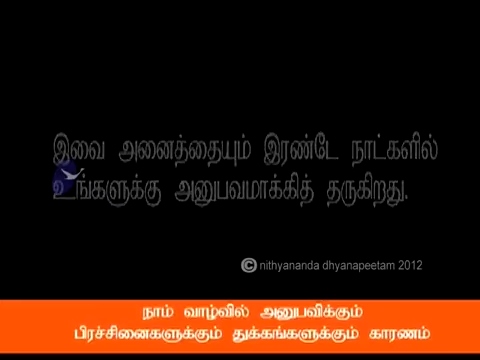 இவை அனைத்தையும் இரண்டே நாட்களில்
உங்களுக்கு அனுபவமாக்கித் தருகிறது.
© nithyananda dhyanapeetam 2012
நாம் வாழ்வில் அனுபவிக்கும்
பிரச்சினைகளுக்கும் துக்கங்களுக்கும் காரணம்